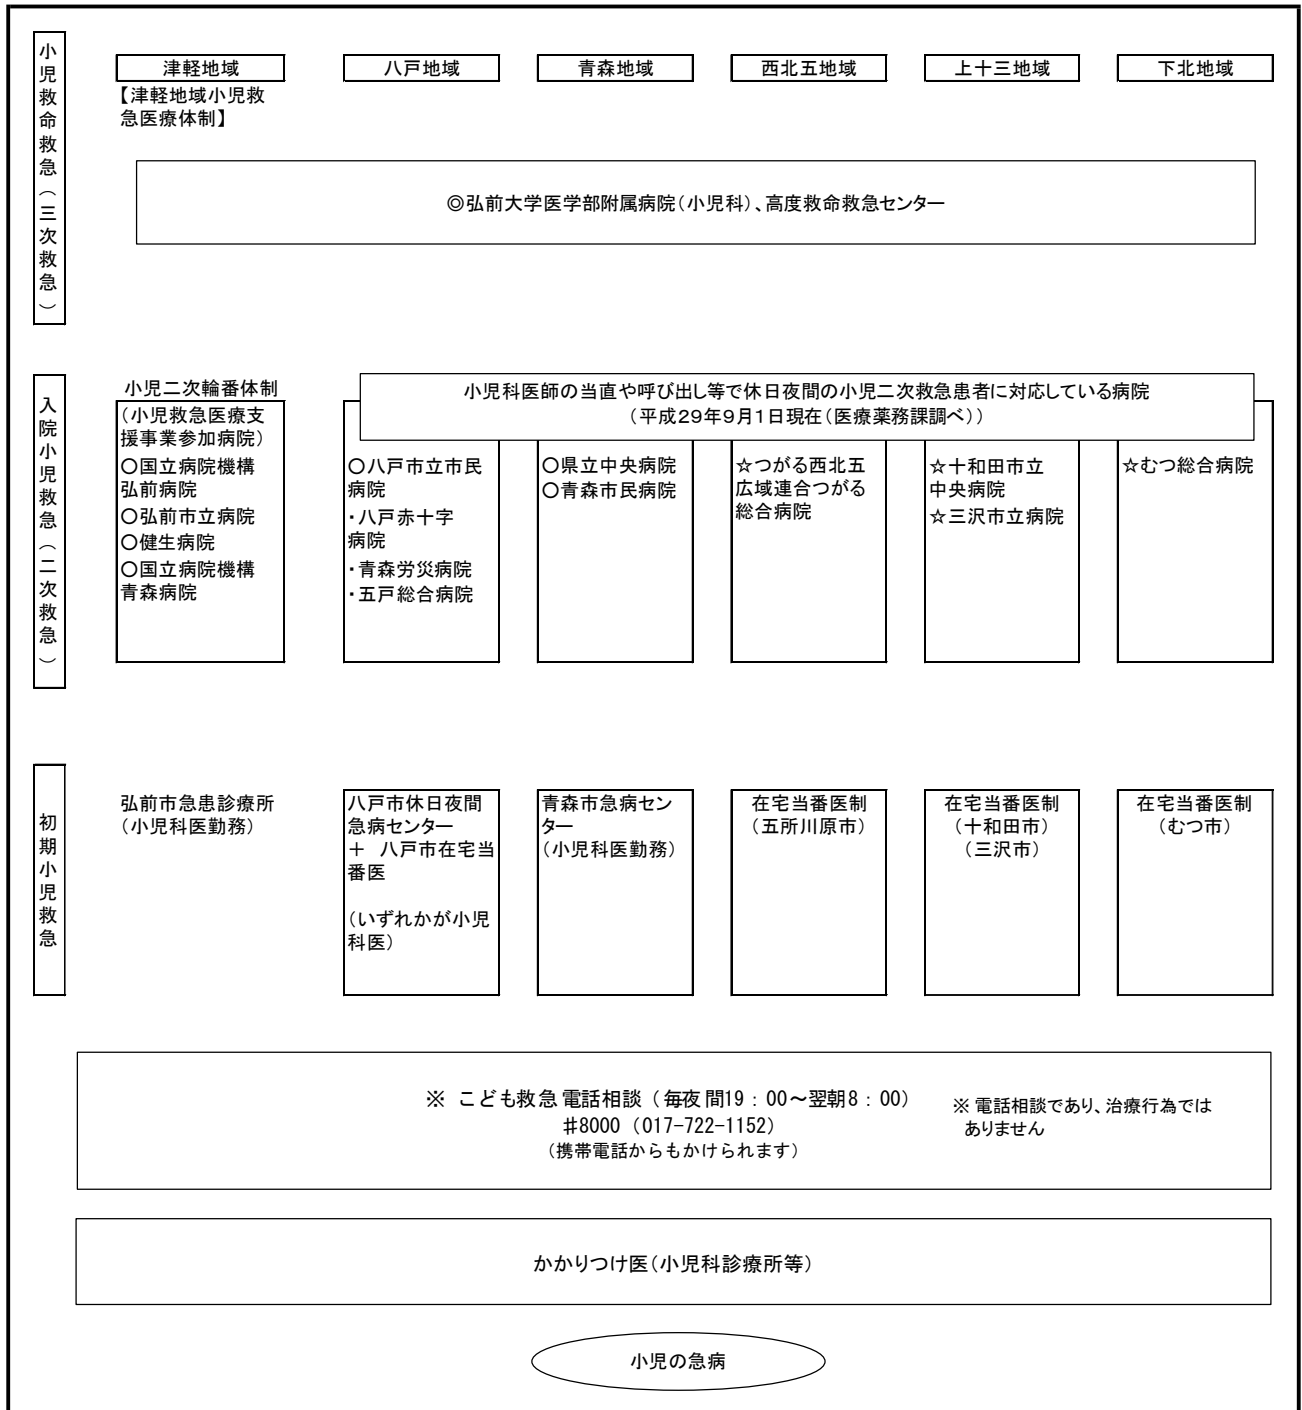 小児救命救急（三次救急）
津軽地域
八戸地域
青森地域
西北五地域
上十三地域
下北地域
【津軽地域小児救
急医療体制】
◎弘前大学医学部附属病院（小児科）、高度救命救急センター
入院小児救急（二次救急）
小児二次輪番体制
（小児救急医療支
援事業参加病院）
○国立病院機構
弘前病院
○弘前市立病院
○健生病院
○国立病院機構
青森病院
小児科医師の当直や呼び出し等で休日夜間の小児二次救急患者に対応している病院
（平成29年9月1日現在（医療薬務課調べ））
○八戸市立市民
病院
・八戸赤十字
病院
・青森労災病院
・五戸総合病院
○県立中央病院
○青森市民病院
☆つがる西北五
広域連合つがる
総合病院
☆十和田市立
中央病院
☆三沢市立病院
☆むつ総合病院
初期小児救急
弘前市急患診療所
（小児科医勤務）
八戸市休日夜間
急病センター
＋　八戸市在宅当
番医
（いずれかが小児
科医）
青森市急病セン
ター
（小児科医勤務）
在宅当番医制
（五所川原市）
在宅当番医制
（十和田市）
（三沢市）
在宅当番医制
（むつ市）
※ こども救急電話相談（毎夜間19：00～翌朝8：00）
♯8000（017-722-1152）
（携帯電話からもかけられます）
※ 電話相談であり、治療行為では
ありません
かかりつけ医（小児科診療所等）
小児の急病